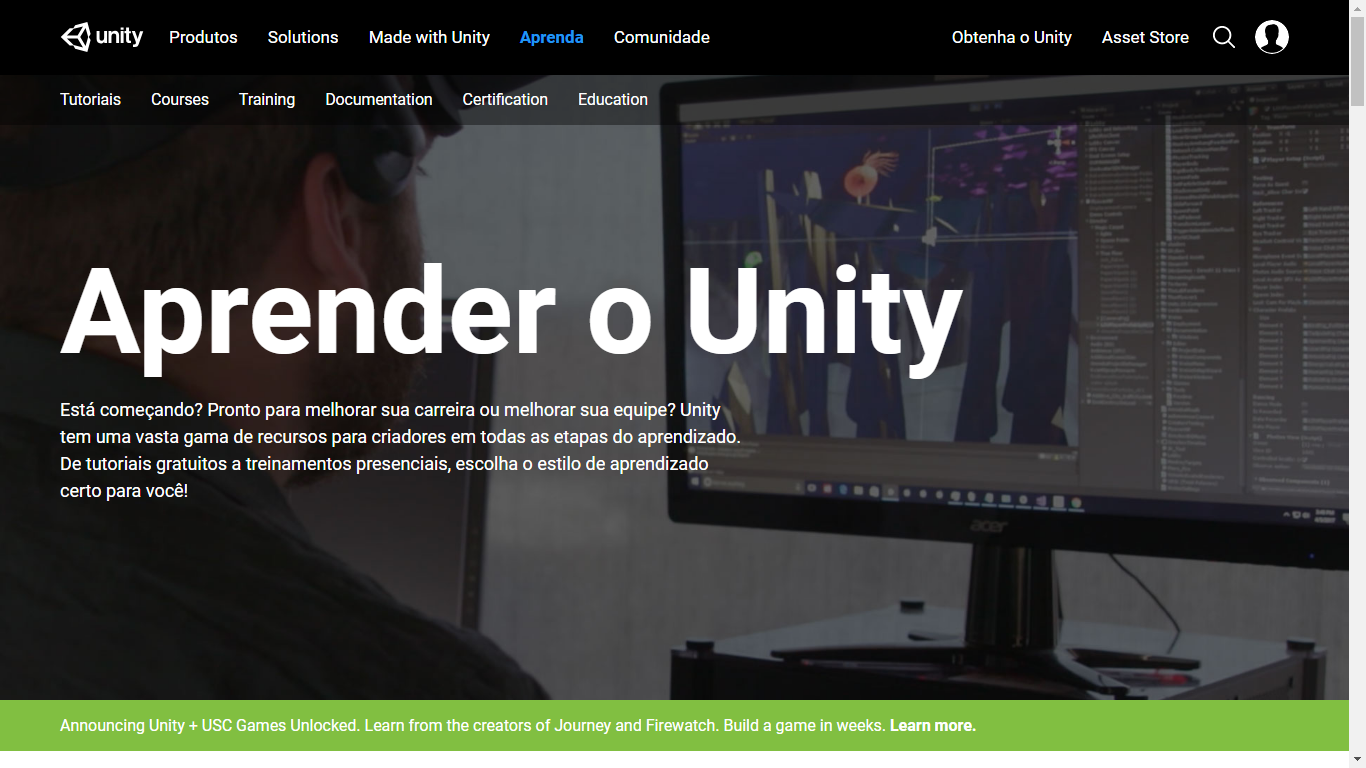 unity Produtos Solutions Made with Unity Aprenda Comunidade Obtenha o Unity Asset Store
Tutoriais Courses Training Documentation Certification Education
Aprender o Unity
Está começando? Pronto para melhorar sua carreira ou melhorar sua equipe? Unity
tem uma vasta gama de recursos para criadores em todas as etapas do aprendizado.
De tutoriais gratuitos a treinamentos presenciais, escolha o estilo de aprendizado
certo para você!
acer
Announcing Unity + USC Games Unlocked. Learn from the creators of Journey and Firewatch. Build a game in weeks. Learn more.